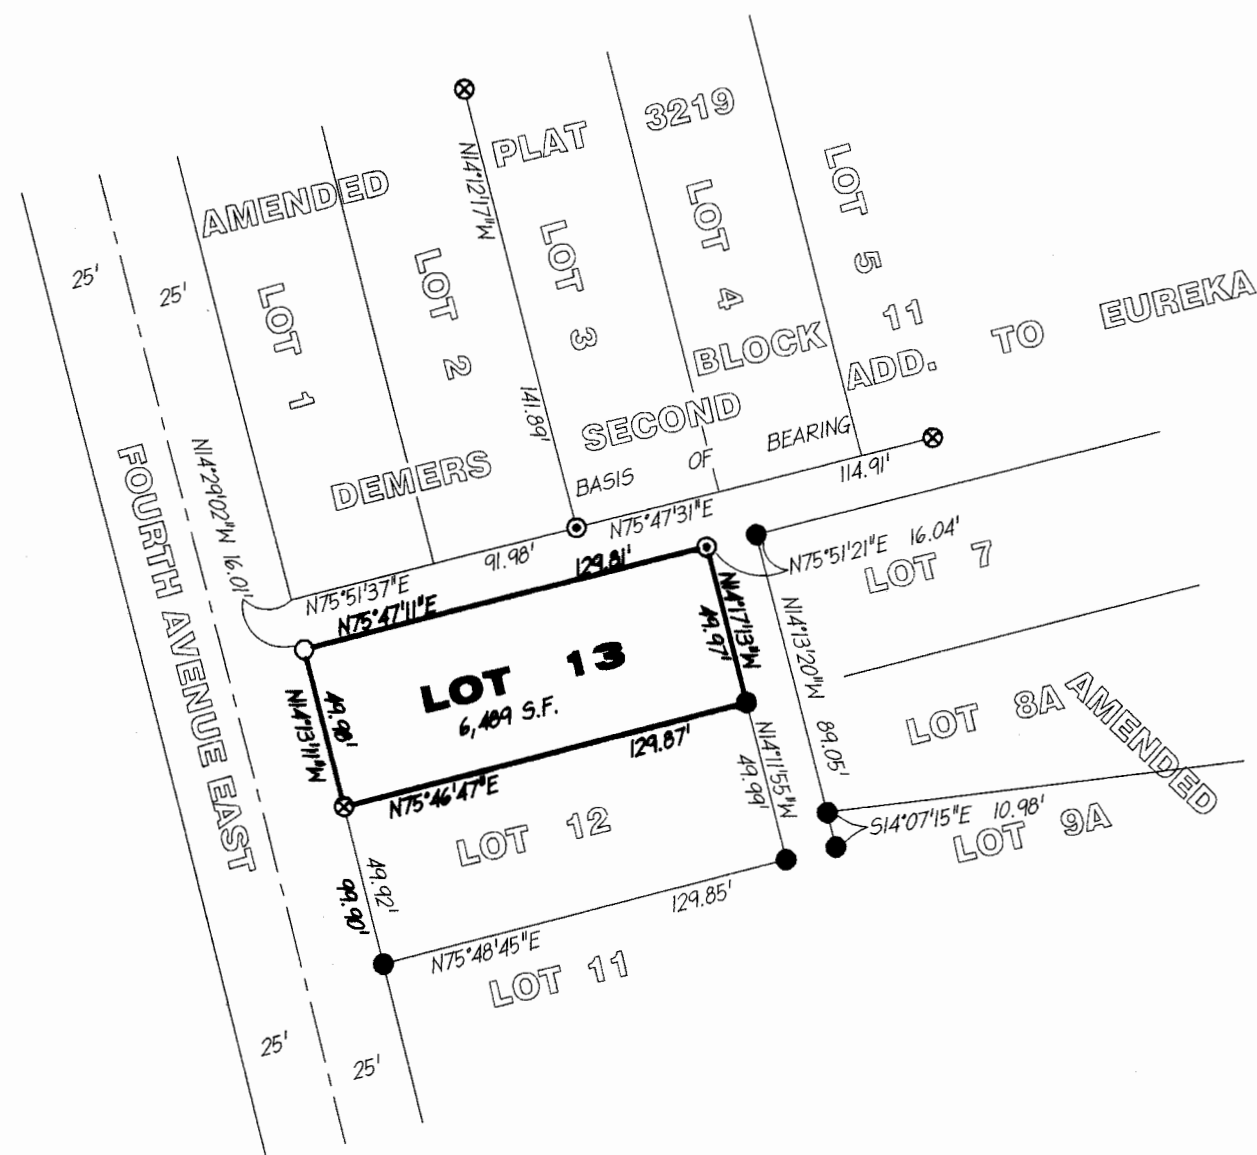 AMENDED PLAT 3219
N14°12'17"W
141.89'
25'
25'
LOT 1
LOT 2
LOT 3
LOT 4
LOT 5
BLOCK 11
DEMERS SECOND ADD. TO EUREKA
BASIS OF BEARING
N14°29'02"W 16.01'
N75°51'37"E
91.98'
N75°47'31"E
114.91'
FOURTH AVENUE EAST
N75°47'11"E
129.81'
N75°51'21"E 16.04'
LOT 7
N14°17'13"W
49.97'
LOT 13
6,489 S.F.
N14°13'11"W
49.98'
N75°46'47"E
129.87'
N14°13'20"W 89.05'
LOT 8A
AMENDED
N14°11'55"W
49.99'
LOT 12
S14°07'15"E 10.98'
LOT 9A
49.92'
99.90'
129.85'
N75°48'45"E
LOT 11
25'
25'